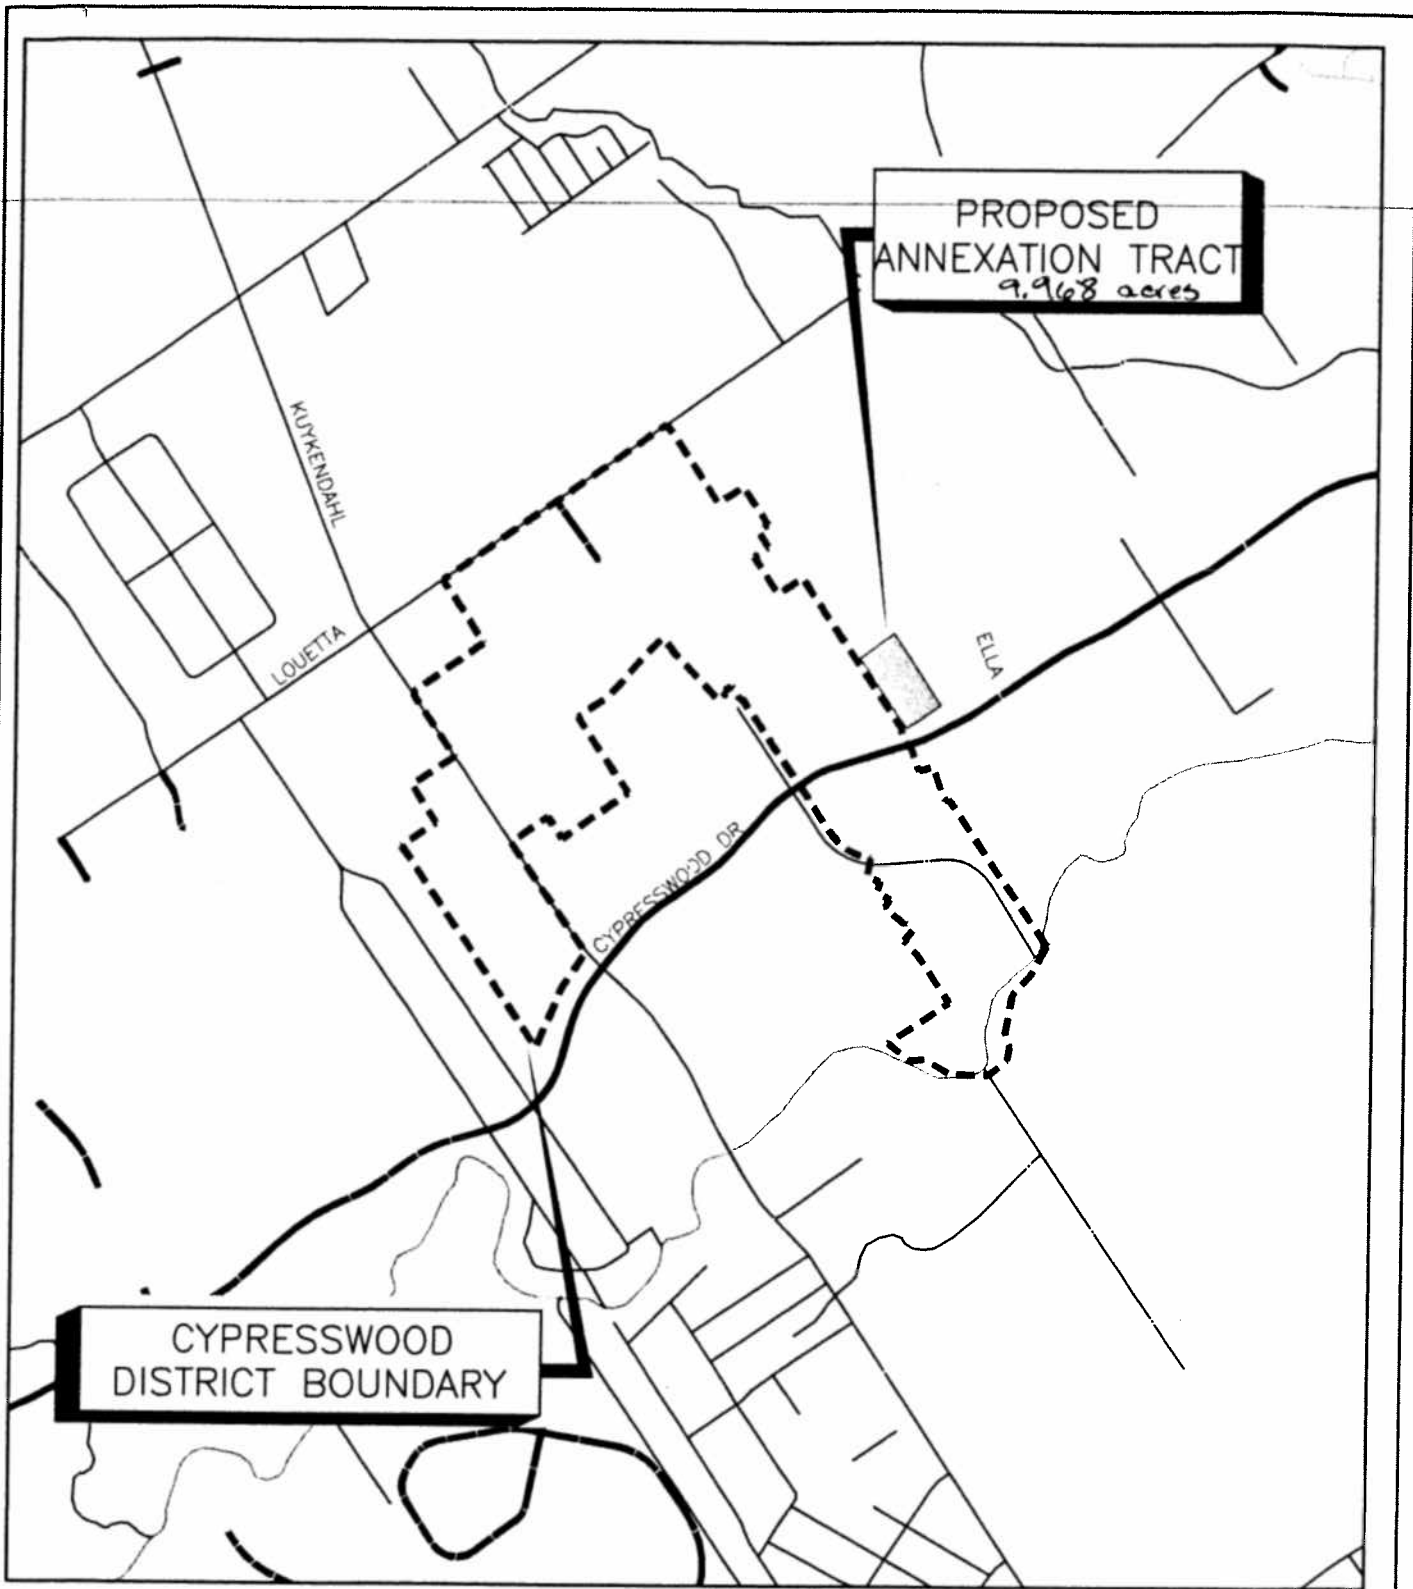 PROPOSED
ANNEXATION TRACT
9.968 acres
KUYKENDAHL
LOUETTA
ELLA
CYPRESSWOOD DR
CYPRESSWOOD
DISTRICT BOUNDARY